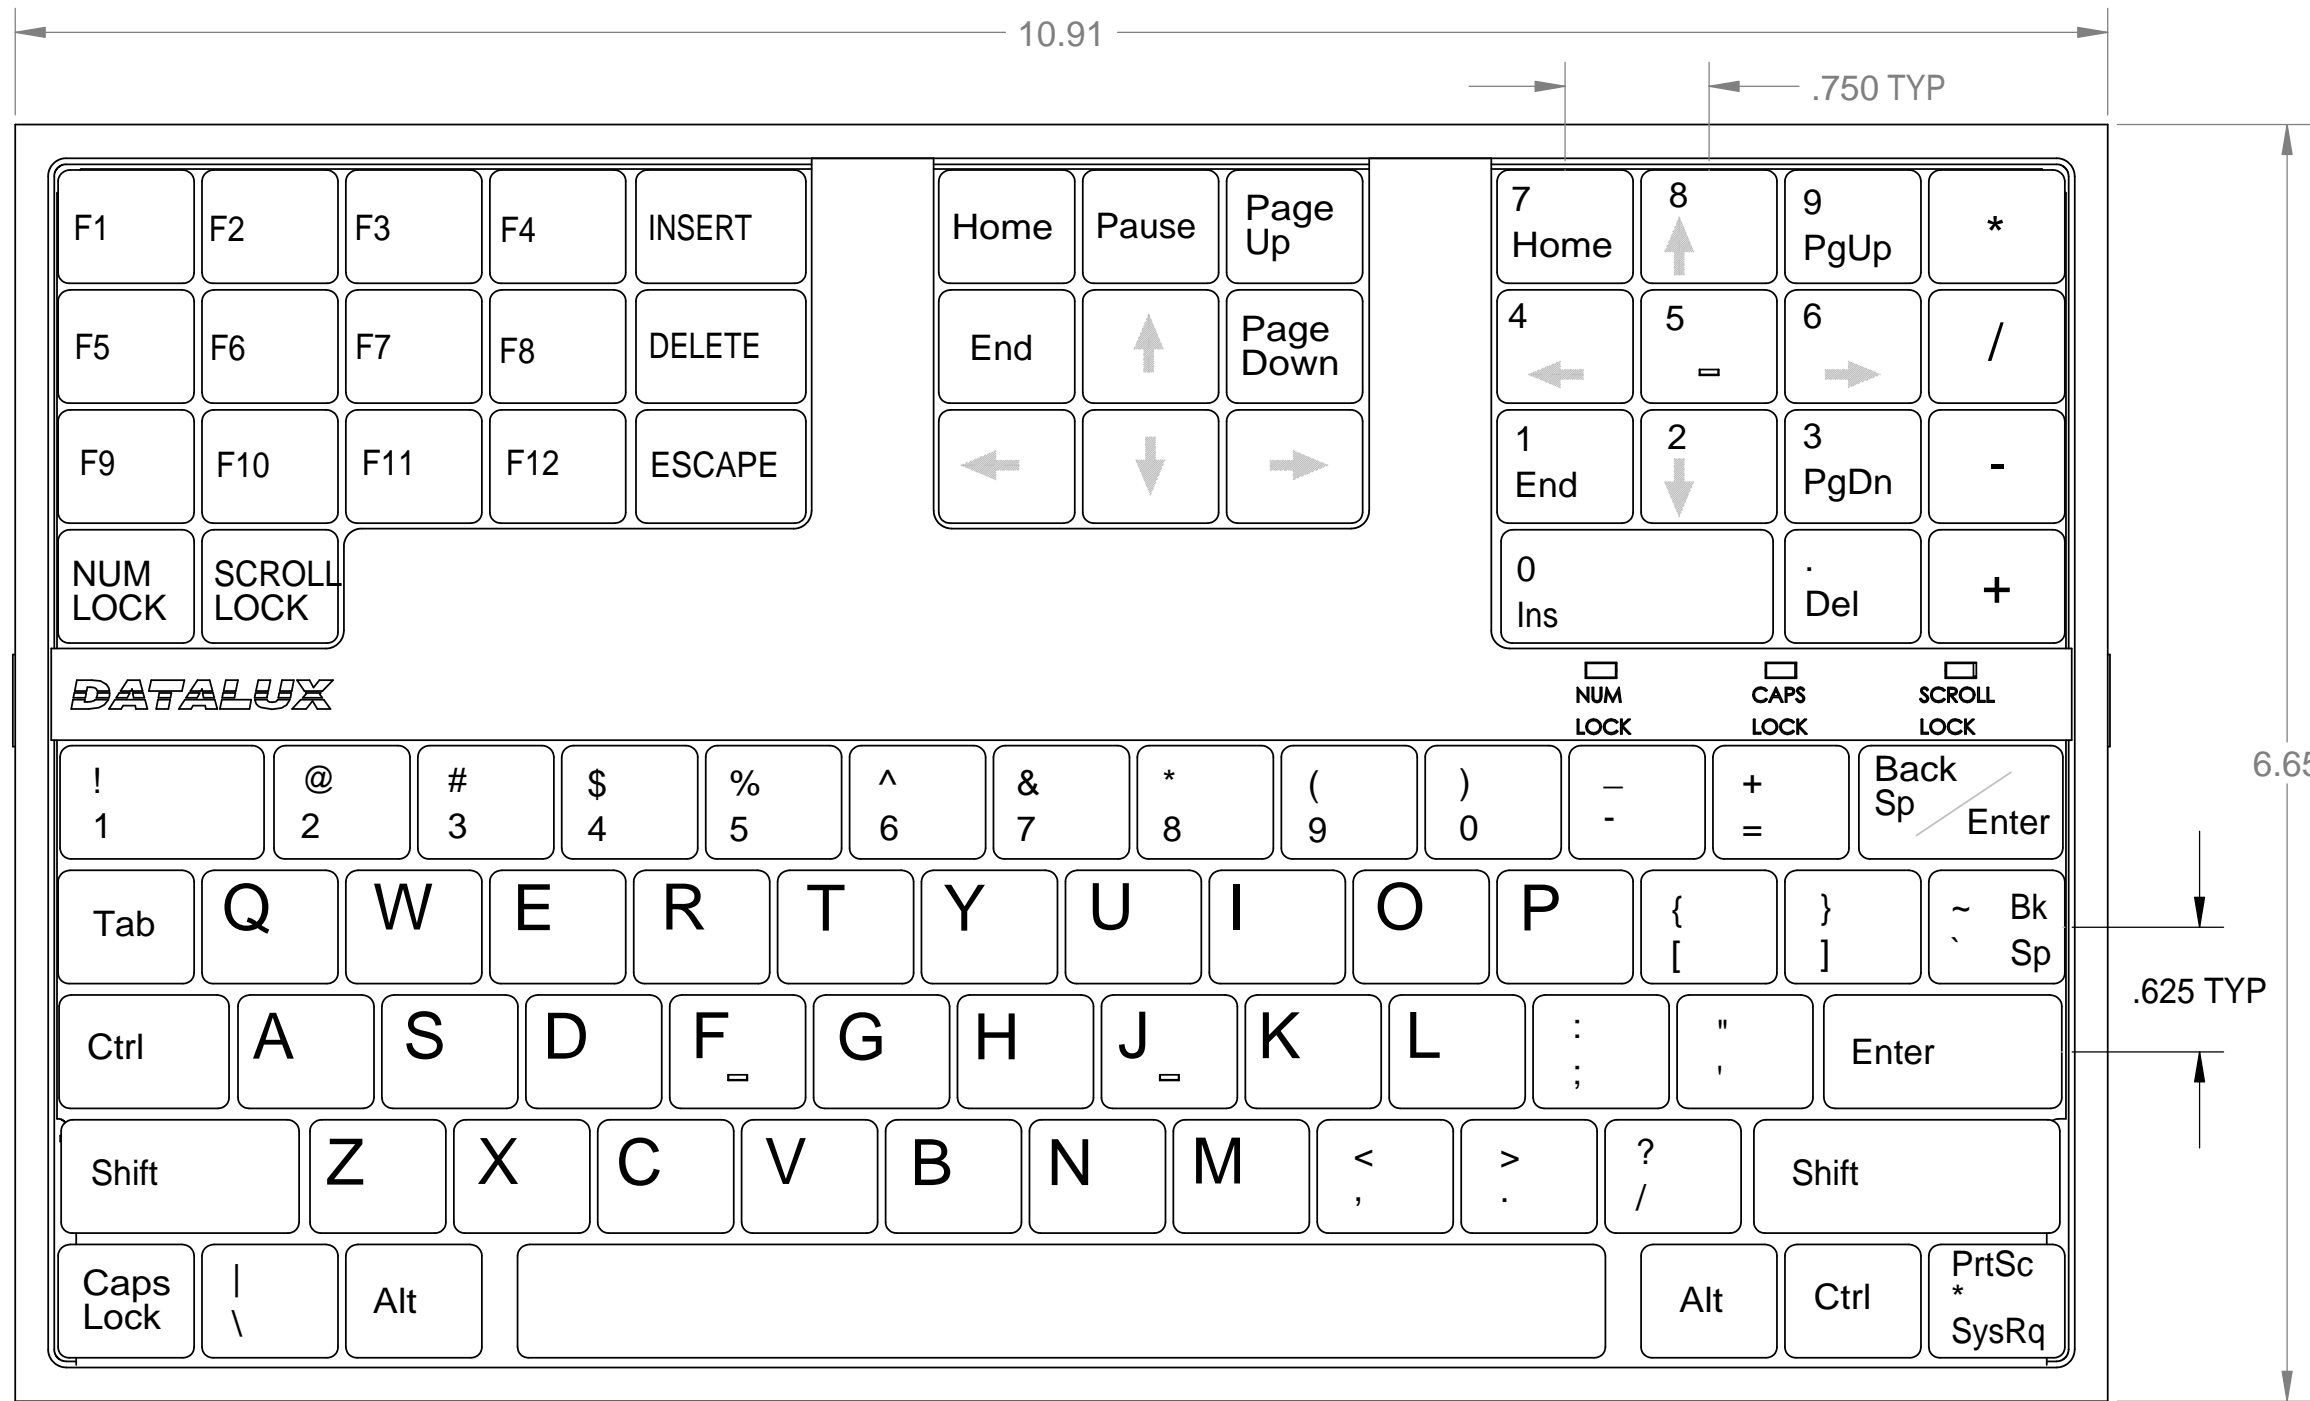 10.91
.750 TYP
F1 F2 F3 F4 INSERT Home Pause Page Up 7 Home 8 9 PgUp *
F5 F6 F7 F8 DELETE End Page Down 4 5 6 /
F9 F10 F11 F12 ESCAPE 1 End 2 3 PgDn -
NUM LOCK SCROLL LOCK 0 Ins . Del +
DATALUX NUM LOCK CAPS LOCK SCROLL LOCK
! 1 @ 2 # 3 $ 4 % 5 ^ 6 & 7 * 8 ( 9 ) 0 _ - + = Back Sp Enter
6.65
Tab Q W E R T Y U I O P { [ } ] ~ ` Bk Sp
.625 TYP
Ctrl A S D F G H J K L : ; " ' Enter
Shift Z X C V B N M < , > . ? / Shift
Caps Lock | \ Alt Alt Ctrl PrtSc * SysRq